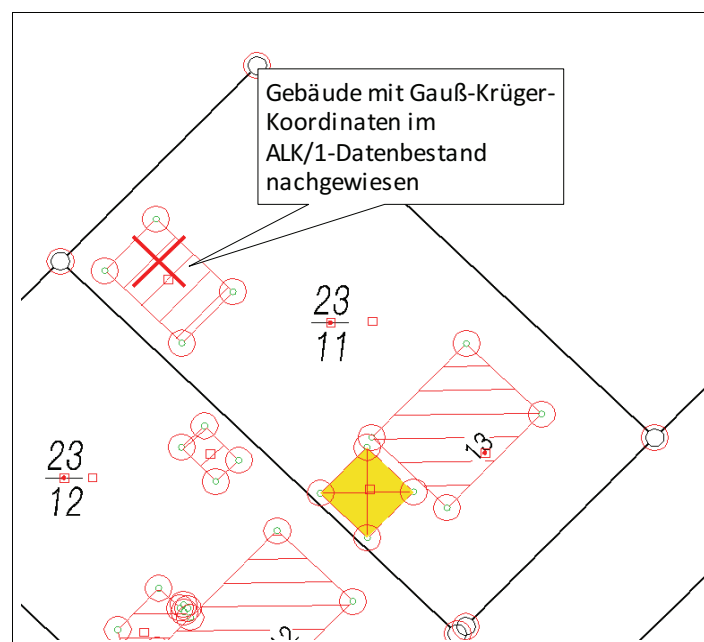 Gebäude mit Gauß-Krüger-
Koordinaten im
ALK/1-Datenbestand
nachgewiesen
23
11
13
23
12